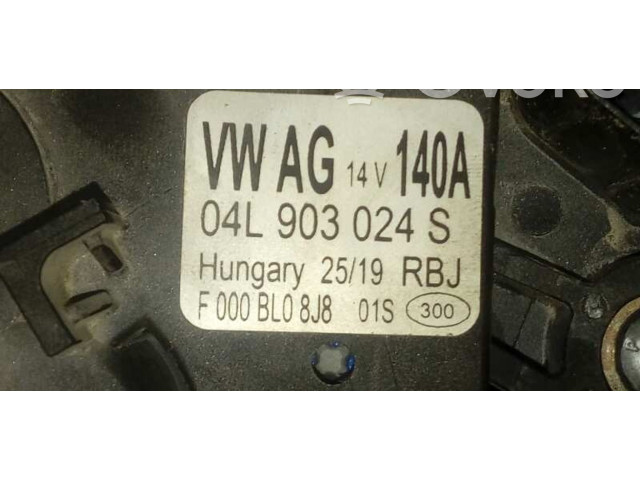 VW AG 14 V 140A
04L 903 024 S
Hungary 25/19 RBJ
F 000 BL0 8J8 01S 300